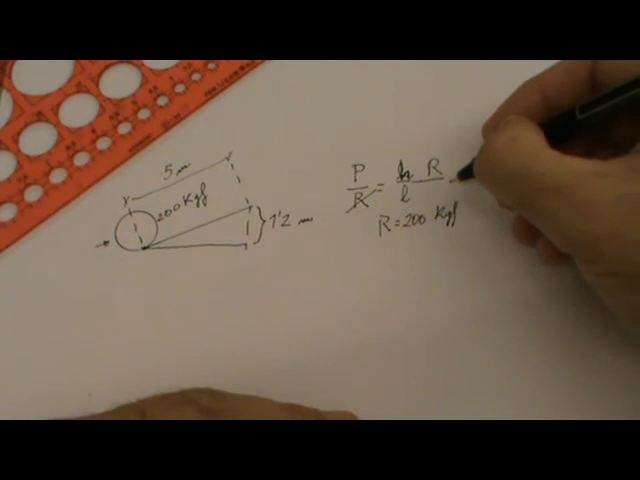 5 m
200 Kgf
1'2 m
P/R = h R/l
R = 200 Kgf